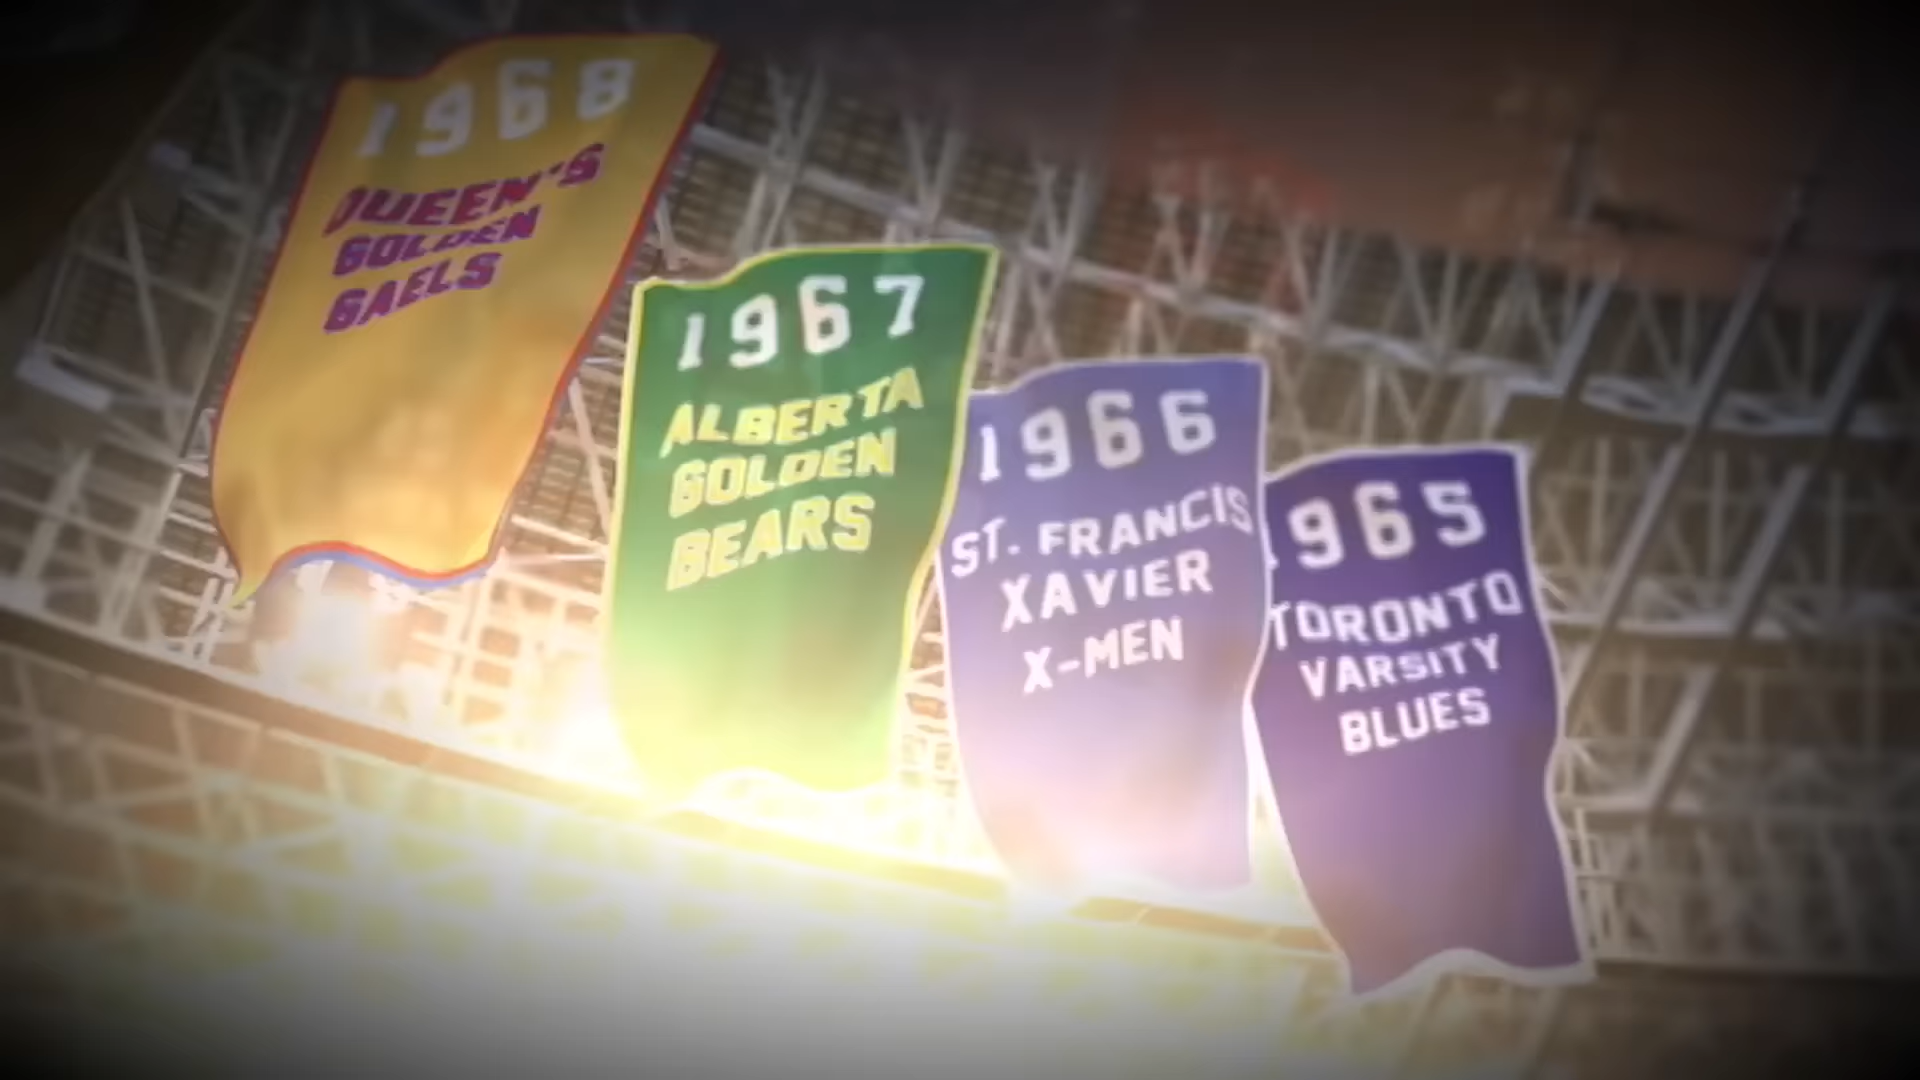 1968
QUEEN'S
GOLDEN
GAELS
1967
ALBERTA
GOLDEN
BEARS
1966
ST. FRANCIS
XAVIER
X-MEN
1965
TORONTO
VARSITY
BLUES